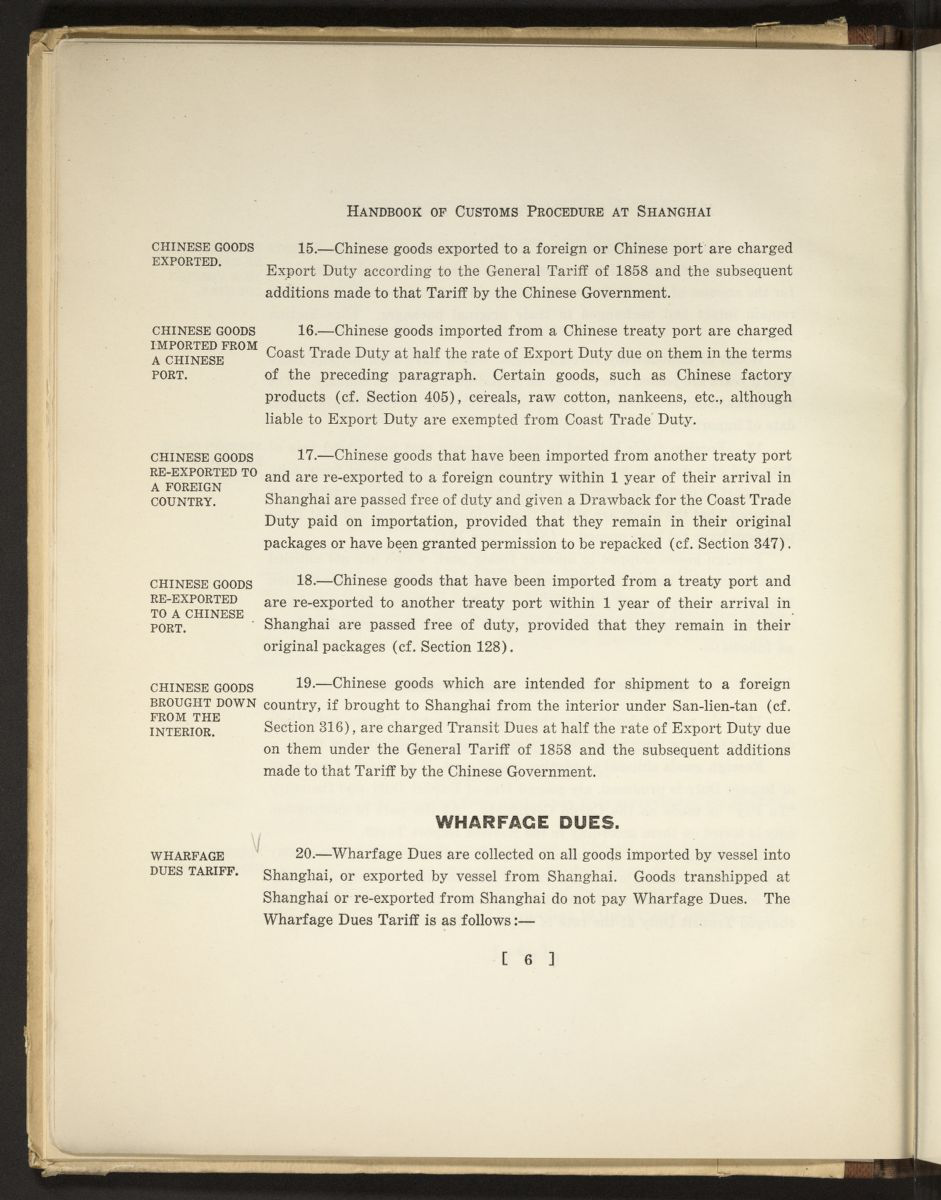 HANDBOOK OF CUSTOMS PROCEDURE AT SHANGHAI
CHINESE GOODS
EXPORTED.
15.—Chinese goods exported to a foreign or Chinese port are charged
Export Duty according to the General Tariff of 1858 and the subsequent
additions made to that Tariff by the Chinese Government.
CHINESE GOODS
IMPORTED FROM
A CHINESE
PORT.
16.—Chinese goods imported from a Chinese treaty port are charged
Coast Trade Duty at half the rate of Export Duty due on them in the terms
of the preceding paragraph. Certain goods, such as Chinese factory
products (cf. Section 405), cereals, raw cotton, nankeens, etc., although
liable to Export Duty are exempted from Coast Trade Duty.
CHINESE GOODS
RE-EXPORTED TO
A FOREIGN
COUNTRY.
17.—Chinese goods that have been imported from another treaty port
and are re-exported to a foreign country within 1 year of their arrival in
Shanghai are passed free of duty and given a Drawback for the Coast Trade
Duty paid on importation, provided that they remain in their original
packages or have been granted permission to be repacked (cf. Section 347).
CHINESE GOODS
RE-EXPORTED
TO A CHINESE
PORT.
18.—Chinese goods that have been imported from a treaty port and
are re-exported to another treaty port within 1 year of their arrival in
Shanghai are passed free of duty, provided that they remain in their
original packages (cf. Section 128).
CHINESE GOODS
BROUGHT DOWN
FROM THE
INTERIOR.
19.—Chinese goods which are intended for shipment to a foreign
country, if brought to Shanghai from the interior under San-lien-tan (cf.
Section 316), are charged Transit Dues at half the rate of Export Duty due
on them under the General Tariff of 1858 and the subsequent additions
made to that Tariff by the Chinese Government.
WHARFAGE DUES.
WHARFAGE
DUES TARIFF.
20.—Wharfage Dues are collected on all goods imported by vessel into
Shanghai, or exported by vessel from Shanghai. Goods transhipped at
Shanghai or re-exported from Shanghai do not pay Wharfage Dues. The
Wharfage Dues Tariff is as follows:—
[ 6 ]